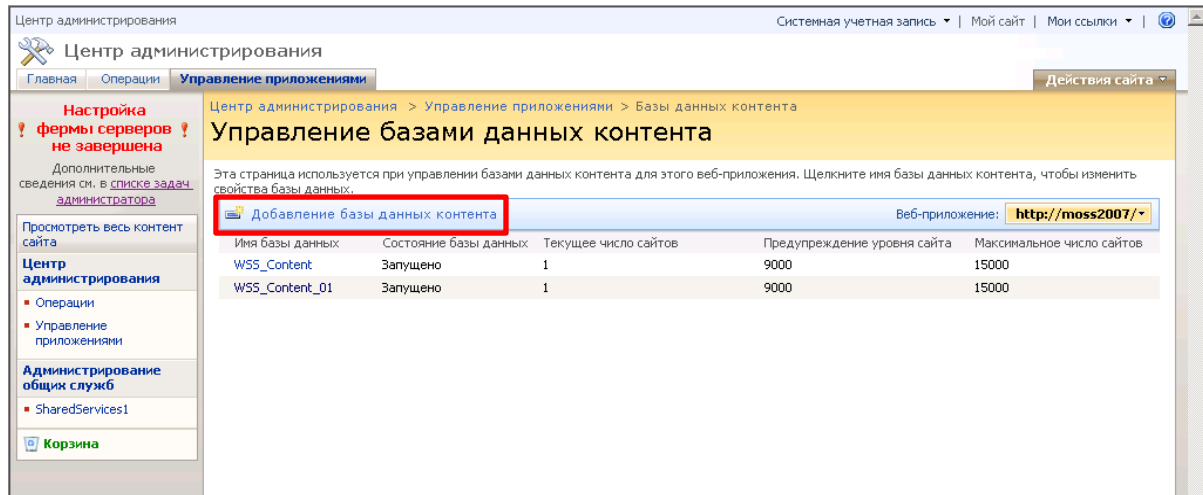 Центр администрирования
Системная учетная запись | Мой сайт | Мои ссылки |
Центр администрирования
Главная Операции Управление приложениями
Действия сайта
Настройка
! фермы серверов !
не завершена
Дополнительные
сведения см. в списке задач
администратора
Просмотреть весь контент
сайта
Центр
администрирования
Операции
Управление
приложениями
Администрирование
общих служб
SharedServices1
Корзина
Центр администрирования > Управление приложениями > Базы данных контента
Управление базами данных контента
Эта страница используется при управлении базами данных контента для этого веб-приложения. Щелкните имя базы данных контента, чтобы изменить
свойства базы данных.
Добавление базы данных контента
Веб-приложение: http://moss2007/
Имя базы данных Состояние базы данных Текущее число сайтов Предупреждение уровня сайта Максимальное число сайтов
WSS_Content Запущено 1 9000 15000
WSS_Content_01 Запущено 1 9000 15000